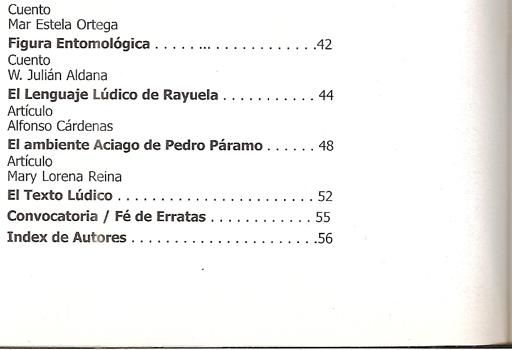 Cuento
Mar Estela Ortega
Figura Entomológica . . . . . ... . . . . . . . . . . . . .42
Cuento
W. Julián Aldana
El Lenguaje Lúdico de Rayuela . . . . . . . . . . . 44
Artículo
Alfonso Cárdenas
El ambiente Aciago de Pedro Páramo . . . . . . 48
Artículo
Mary Lorena Reina
El Texto Lúdico . . . . . . . . . . . . . . . . . . . . . . . 52
Convocatoria / Fé de Erratas . . . . . . . . . . . . 55
Index de Autores . . . . . . . . . . . . . . . . . . . . . .56